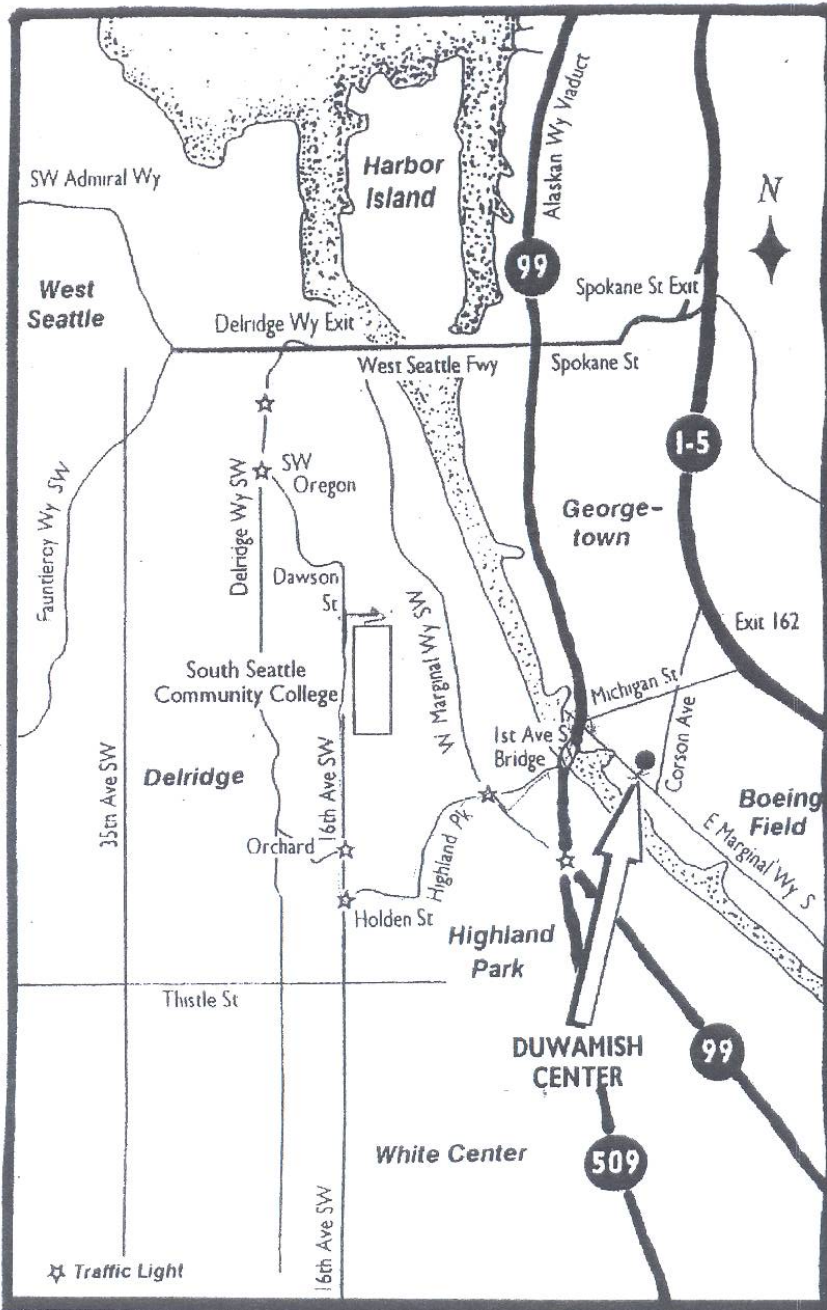 Alaskan Wy Viaduct
Harbor
Island
SW Admiral Wy
N
99
West
Seattle
Spokane St Exit
Delridge Wy Exit
West Seattle Fwy
Spokane St
I-5
SW
Oregon
Delridge Wy SW
Fauntleroy Wy SW
George-
town
Dawson
St
Exit 162
W Marginal Wy SW
South Seattle
Community College
Michigan St
1st Ave S
Bridge
Corson Ave
Delridge
35th Ave SW
16th Ave SW
Boeing
Field
Orchard
Highland Pk
E Marginal Wy S
Holden St
Highland
Park
Thistle St
DUWAMISH
CENTER
99
White Center
509
16th Ave SW
Traffic Light